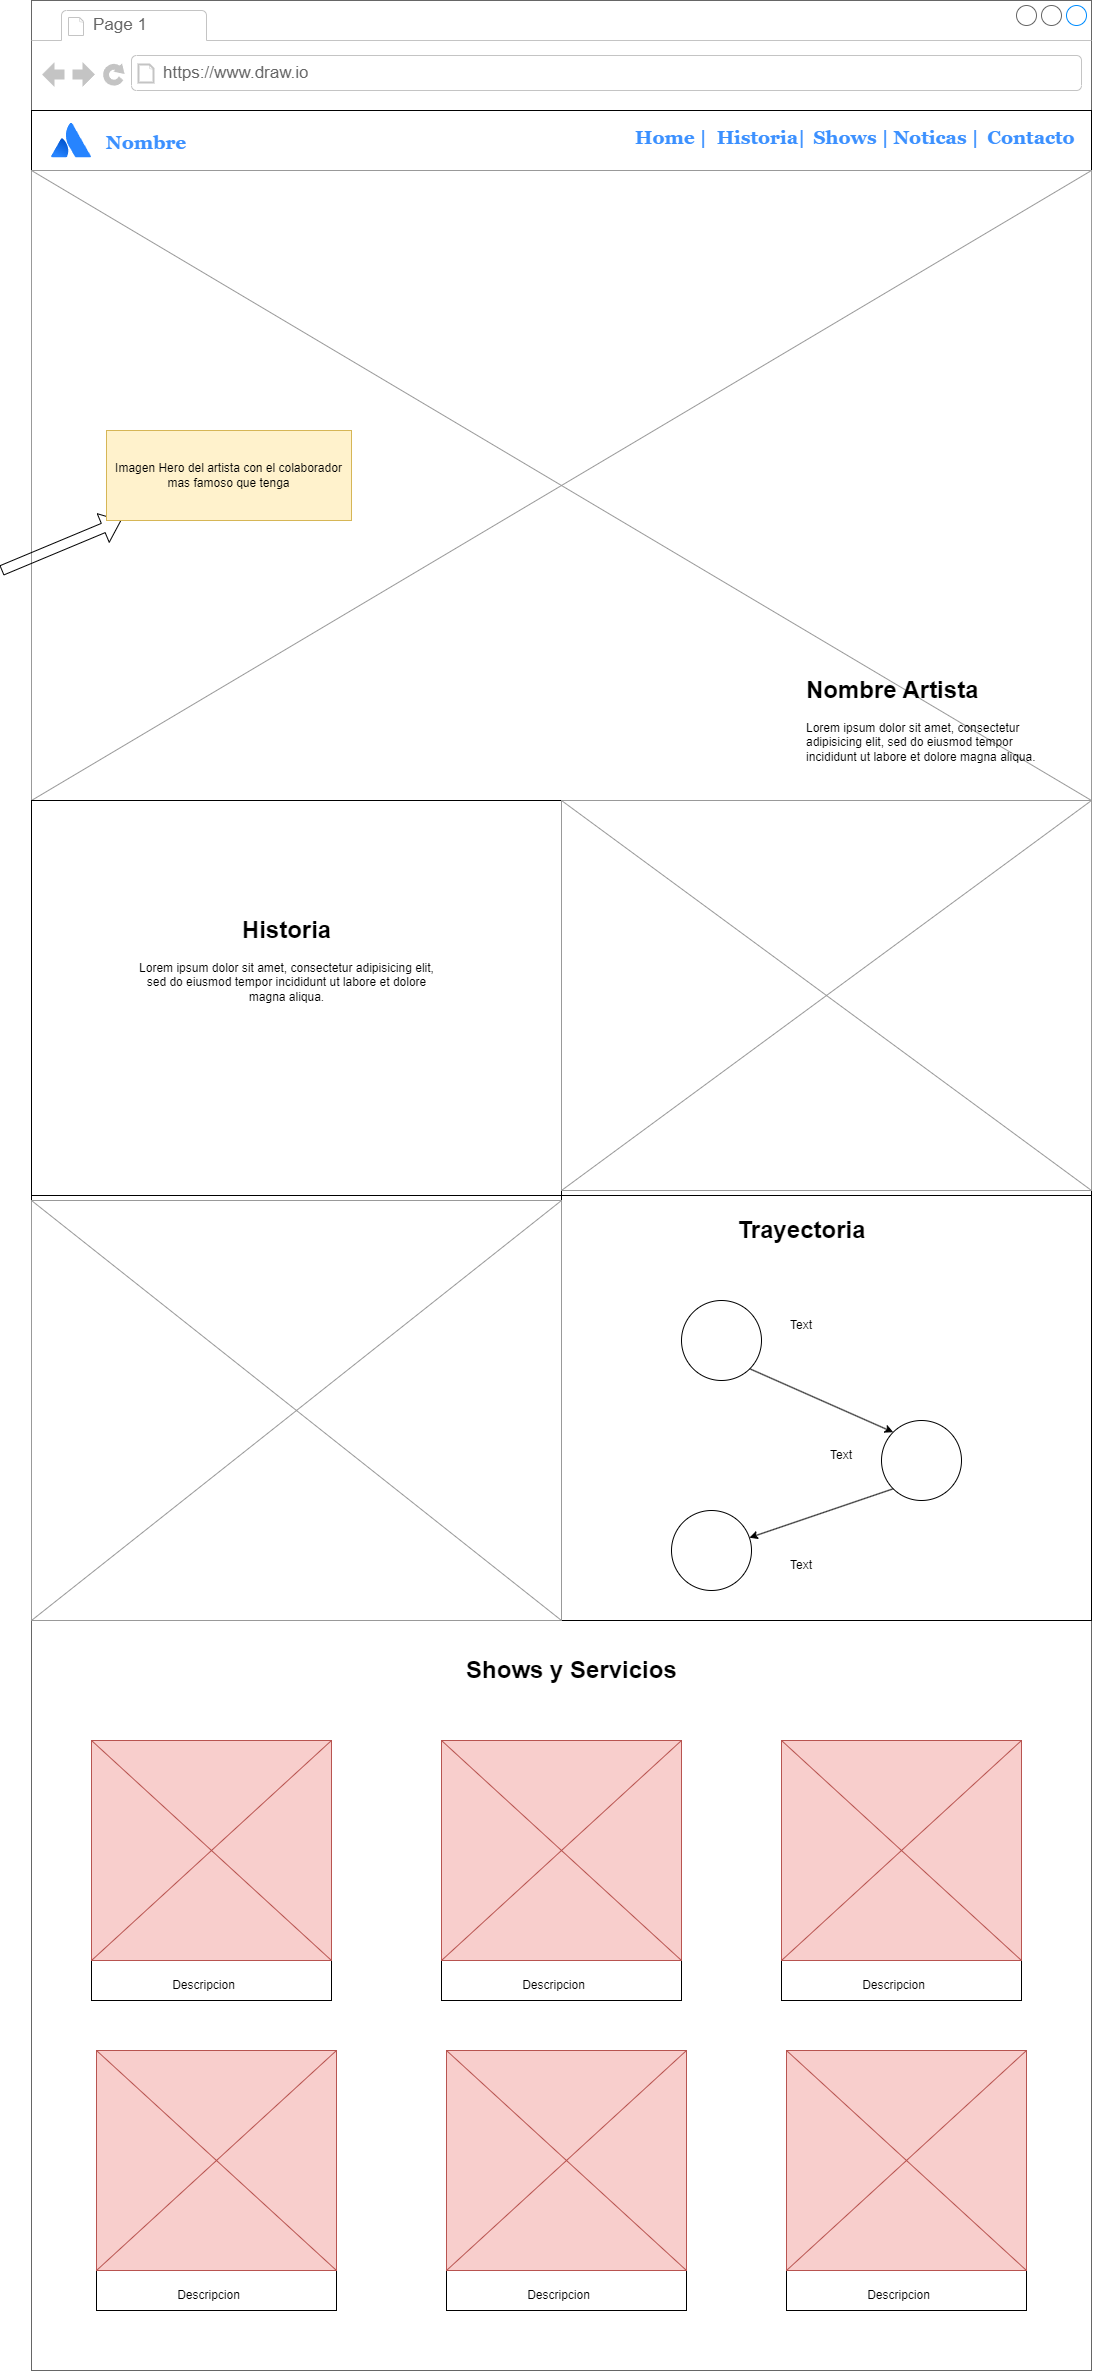 Page 1
https://www.draw.io
Nombre
Home | Historia| Shows | Noticas | Contacto
Imagen Hero del artista con el colaborador
mas famoso que tenga
Nombre Artista
Lorem ipsum dolor sit amet, consectetur
adipisicing elit, sed do eiusmod tempor
incididunt ut labore et dolore magna aliqua.
Historia
Lorem ipsum dolor sit amet, consectetur adipisicing elit,
sed do eiusmod tempor incididunt ut labore et dolore
magna aliqua.
Trayectoria
Text
Text
Text
Shows y Servicios
Descripcion
Descripcion
Descripcion
Descripcion
Descripcion
Descripcion